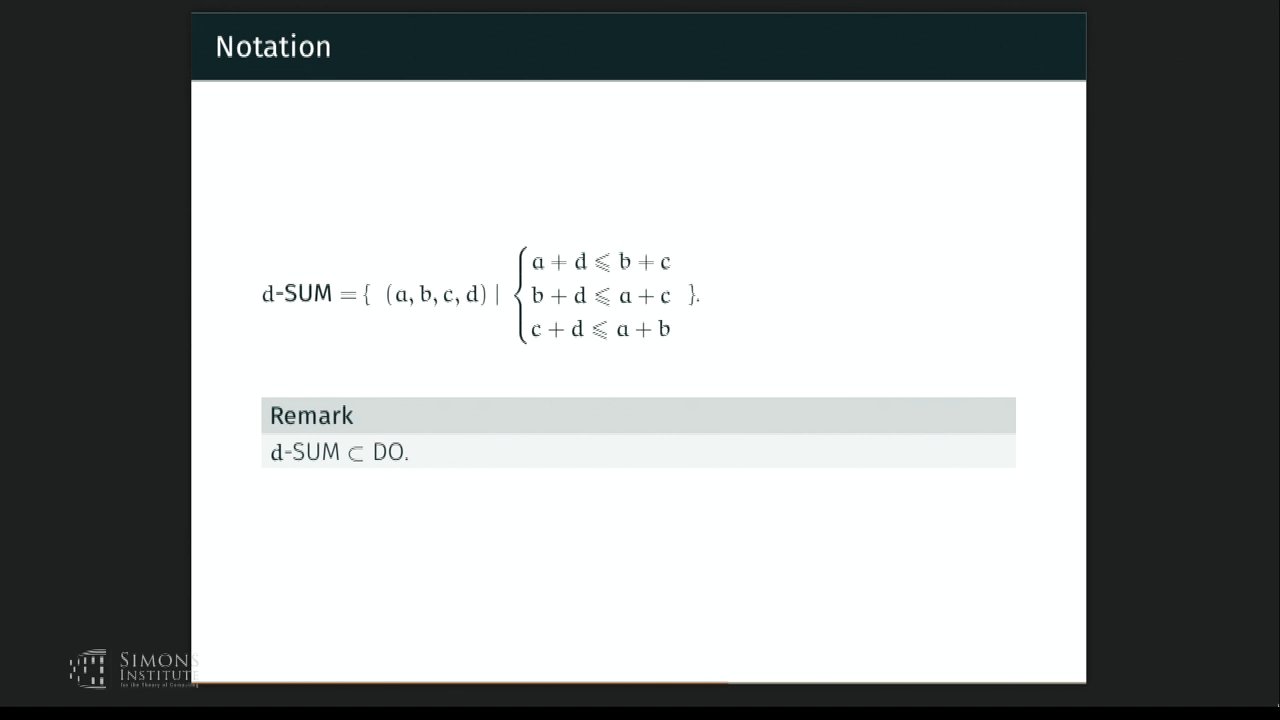 Notation
a + d ⩽ b + c
d-SUM ≡ { (a, b, c, d) | { b + d ⩽ a + c }.
c + d ⩽ a + b
Remark
d-SUM ⊂ DO.
SIMONS
INSTITUTE
for the Theory of Computing